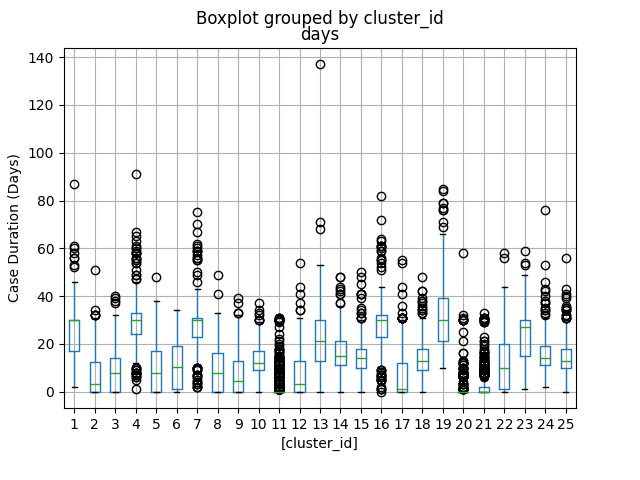 Boxplot grouped by cluster_id
days
Case Duration (Days)
140
120
100
80
60
40
20
0
1 2 3 4 5 6 7 8 9 10 11 12 13 14 15 16 17 18 19 20 21 22 23 24 25
[cluster_id]